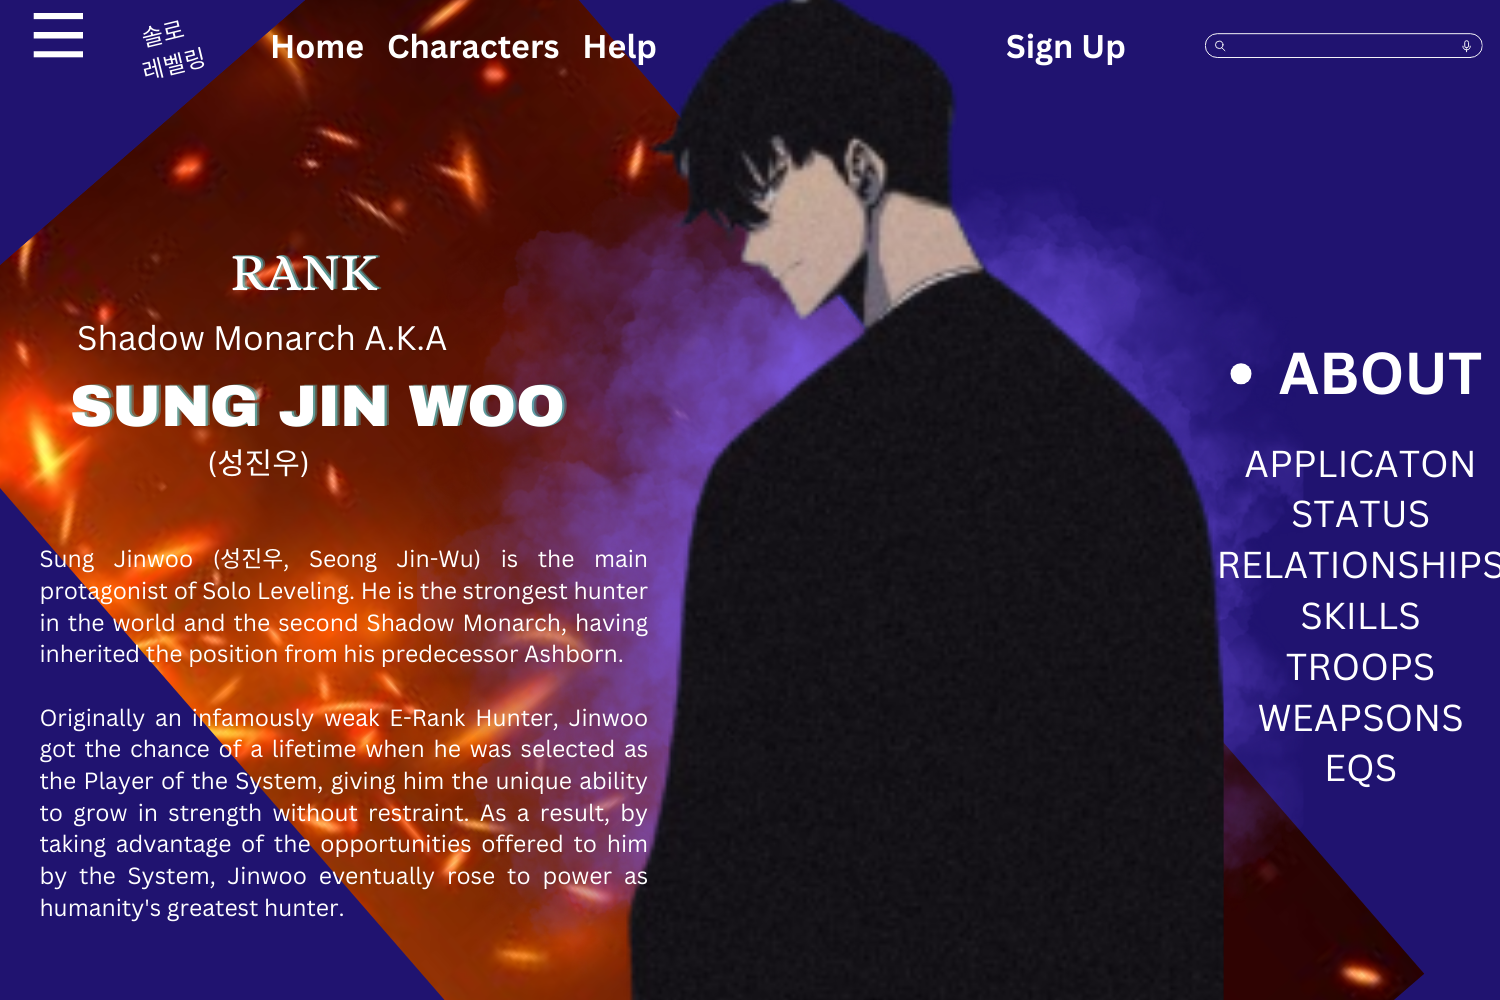 솔로
레벨링
Home Characters Help Sign Up
RANK
Shadow Monarch A.K.A
SUNG JIN WOO
(성진우)
Sung Jinwoo (성진우, Seong Jin-Wu) is the main
protagonist of Solo Leveling. He is the strongest hunter
in the world and the second Shadow Monarch, having
inherited the position from his predecessor Ashborn.
Originally an infamously weak E-Rank Hunter, Jinwoo
got the chance of a lifetime when he was selected as
the Player of the System, giving him the unique ability
to grow in strength without restraint. As a result, by
taking advantage of the opportunities offered to him
by the System, Jinwoo eventually rose to power as
humanity's greatest hunter.
• ABOUT
APPLICATON
STATUS
RELATIONSHIPS
SKILLS
TROOPS
WEAPSONS
EQS